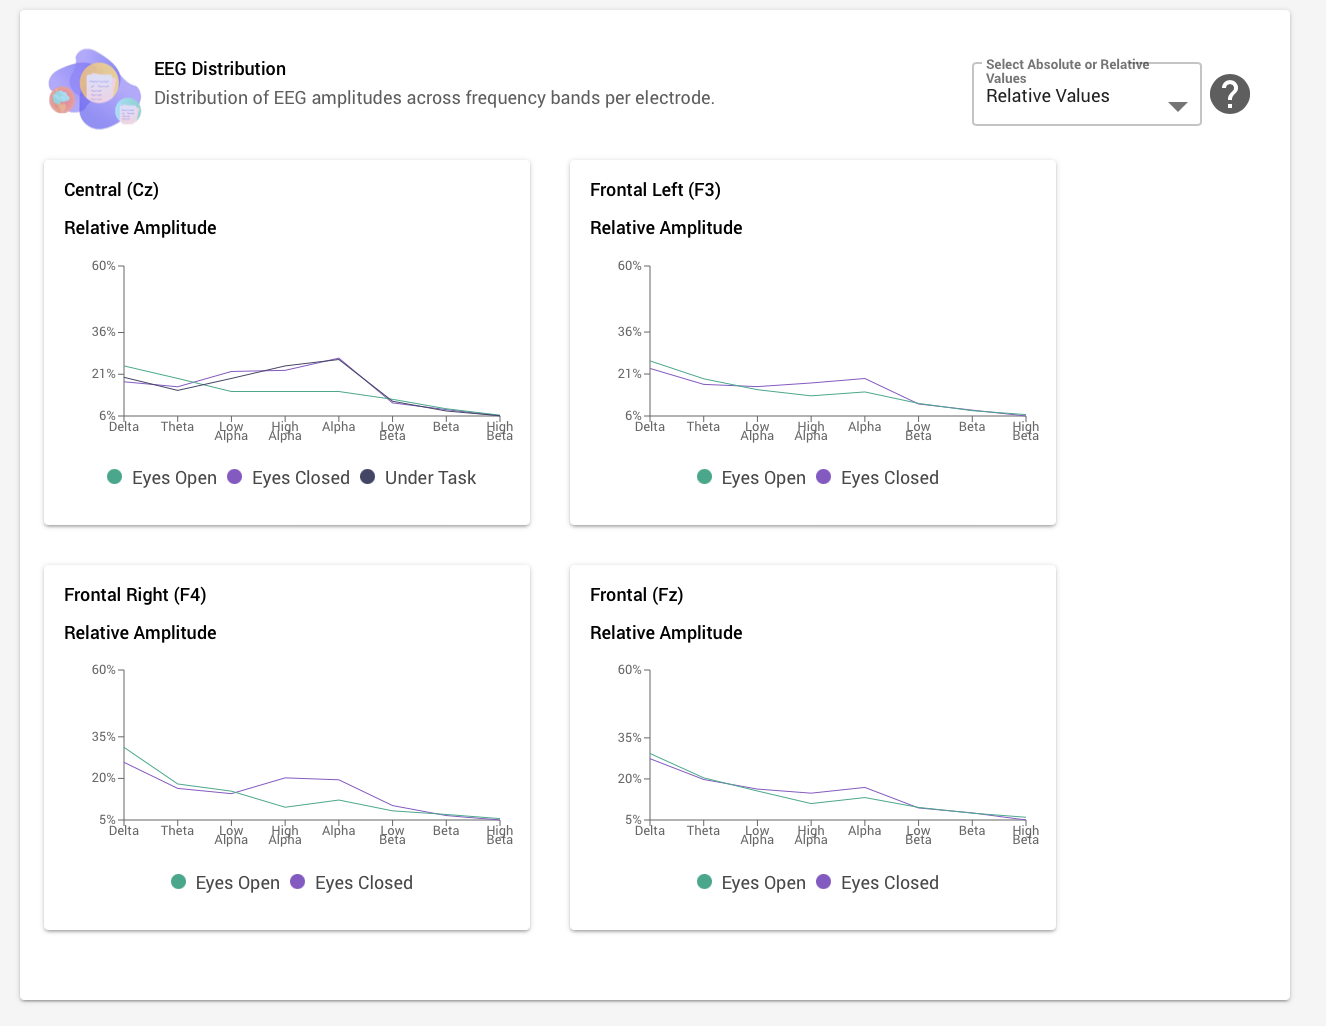 EEG Distribution
Distribution of EEG amplitudes across frequency bands per electrode.
Select Absolute or Relative
Values
Relative Values
?
Central (Cz)
Relative Amplitude
60%
36%
21%
6%
Delta Theta Low Alpha High Alpha Alpha Low Beta Beta High Beta
Eyes Open Eyes Closed Under Task
Frontal Left (F3)
Relative Amplitude
60%
36%
21%
6%
Delta Theta Low Alpha High Alpha Alpha Low Beta Beta High Beta
Eyes Open Eyes Closed
Frontal Right (F4)
Relative Amplitude
60%
35%
20%
5%
Delta Theta Low Alpha High Alpha Alpha Low Beta Beta High Beta
Eyes Open Eyes Closed
Frontal (Fz)
Relative Amplitude
60%
35%
20%
5%
Delta Theta Low Alpha High Alpha Alpha Low Beta Beta High Beta
Eyes Open Eyes Closed